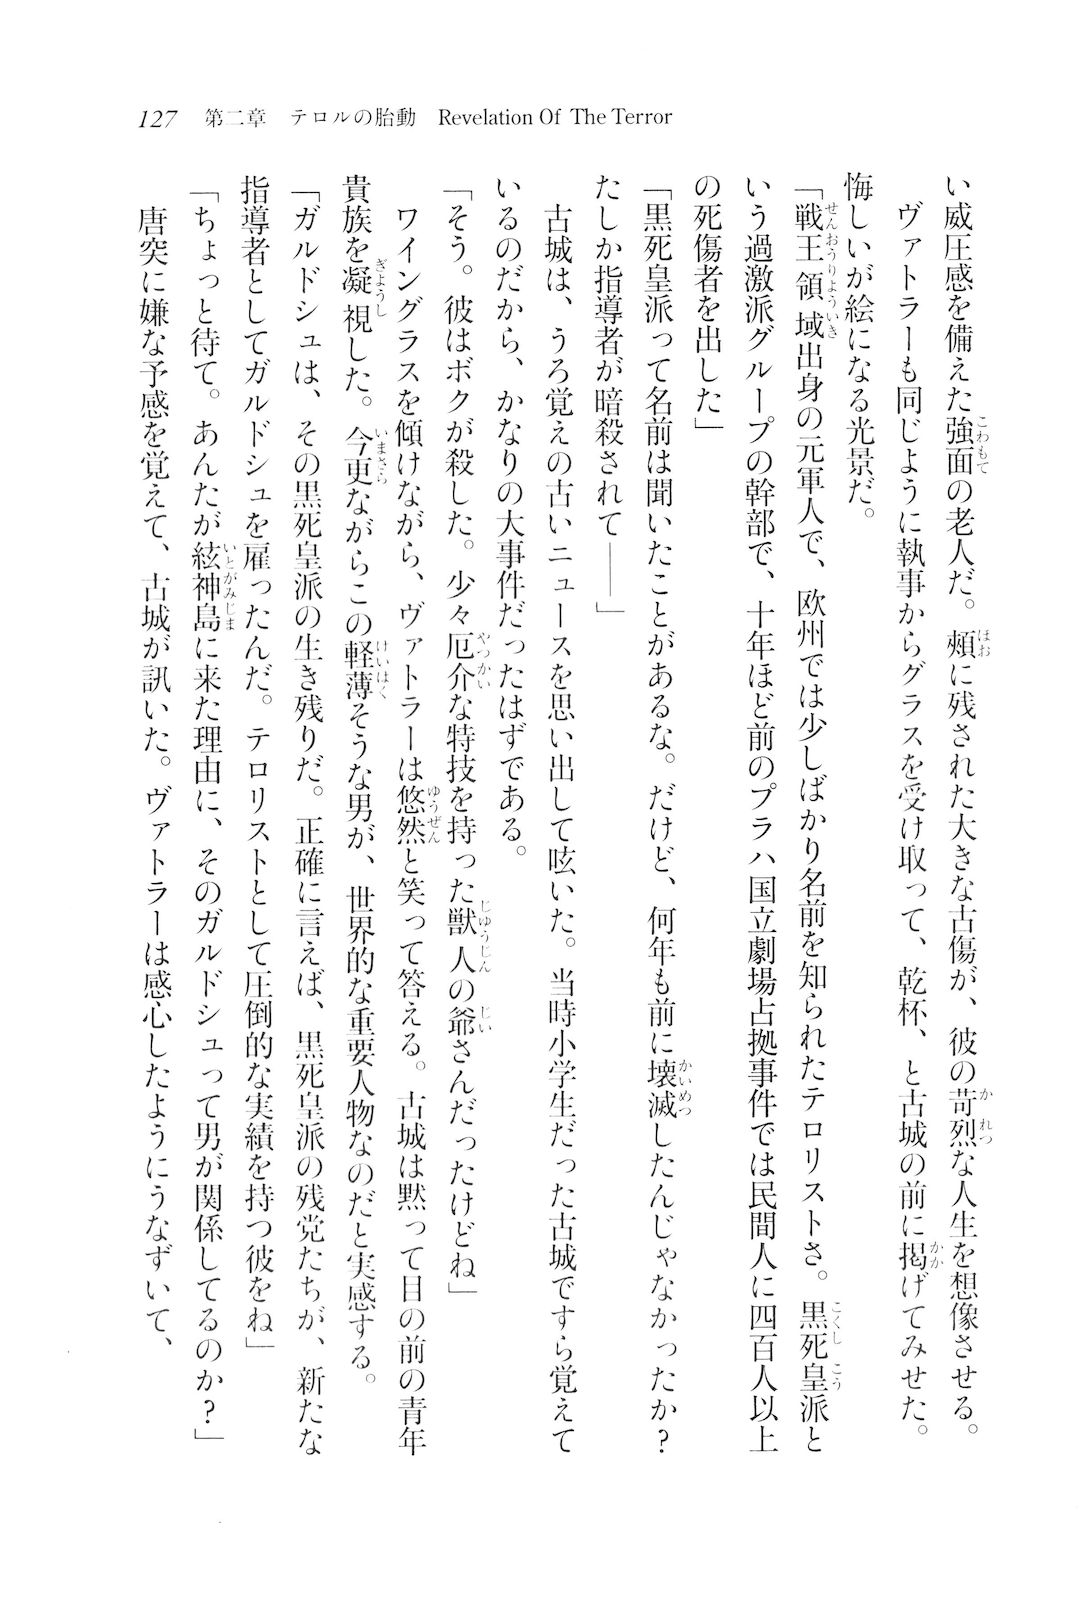 127 第二章 テロルの胎動 Revelation Of The Terror
い威圧感を備えた強面の老人だ。頰に残された大きな古傷が、彼の苛烈な人生を想像させる。
ヴァトラーも同じように執事からグラスを受け取って、乾杯、と古城の前に掲げてみせた。
悔しいが絵になる光景だ。
「戦王領域出身の元軍人で、欧州では少しばかり名前を知られたテロリストさ。黒死皇派と
いう過激派グループの幹部で、十年ほど前のプラハ国立劇場占拠事件では民間人に四百人以上
の死傷者を出した」
「黒死皇派って名前は聞いたことがあるな。だけど、何年も前に壊滅したんじゃなかったか?
たしか指導者が暗殺されて――」
古城は、うろ覚えの古いニュースを思い出して呟いた。当時小学生だった古城ですら覚えて
いるのだから、かなりの大事件だったはずである。
「そう。彼はボクが殺した。少々厄介な特技を持った獣人の爺さんだったけどね」
ワイングラスを傾けながら、ヴァトラーは悠然と笑って答える。古城は黙って目の前の青年
貴族を凝視した。今更ながらこの軽薄そうな男が、世界的な重要人物なのだと実感する。
「ガルドシュは、その黒死皇派の生き残りだ。正確に言えば、黒死皇派の残党たちが、新たな
指導者としてガルドシュを雇ったんだ。テロリストとして圧倒的な実績を持つ彼をね」
「ちょっと待て。あんたが絃神島に来た理由に、そのガルドシュって男が関係してるのか?」
唐突に嫌な予感を覚えて、古城が訊いた。ヴァトラーは感心したようにうなずいて、